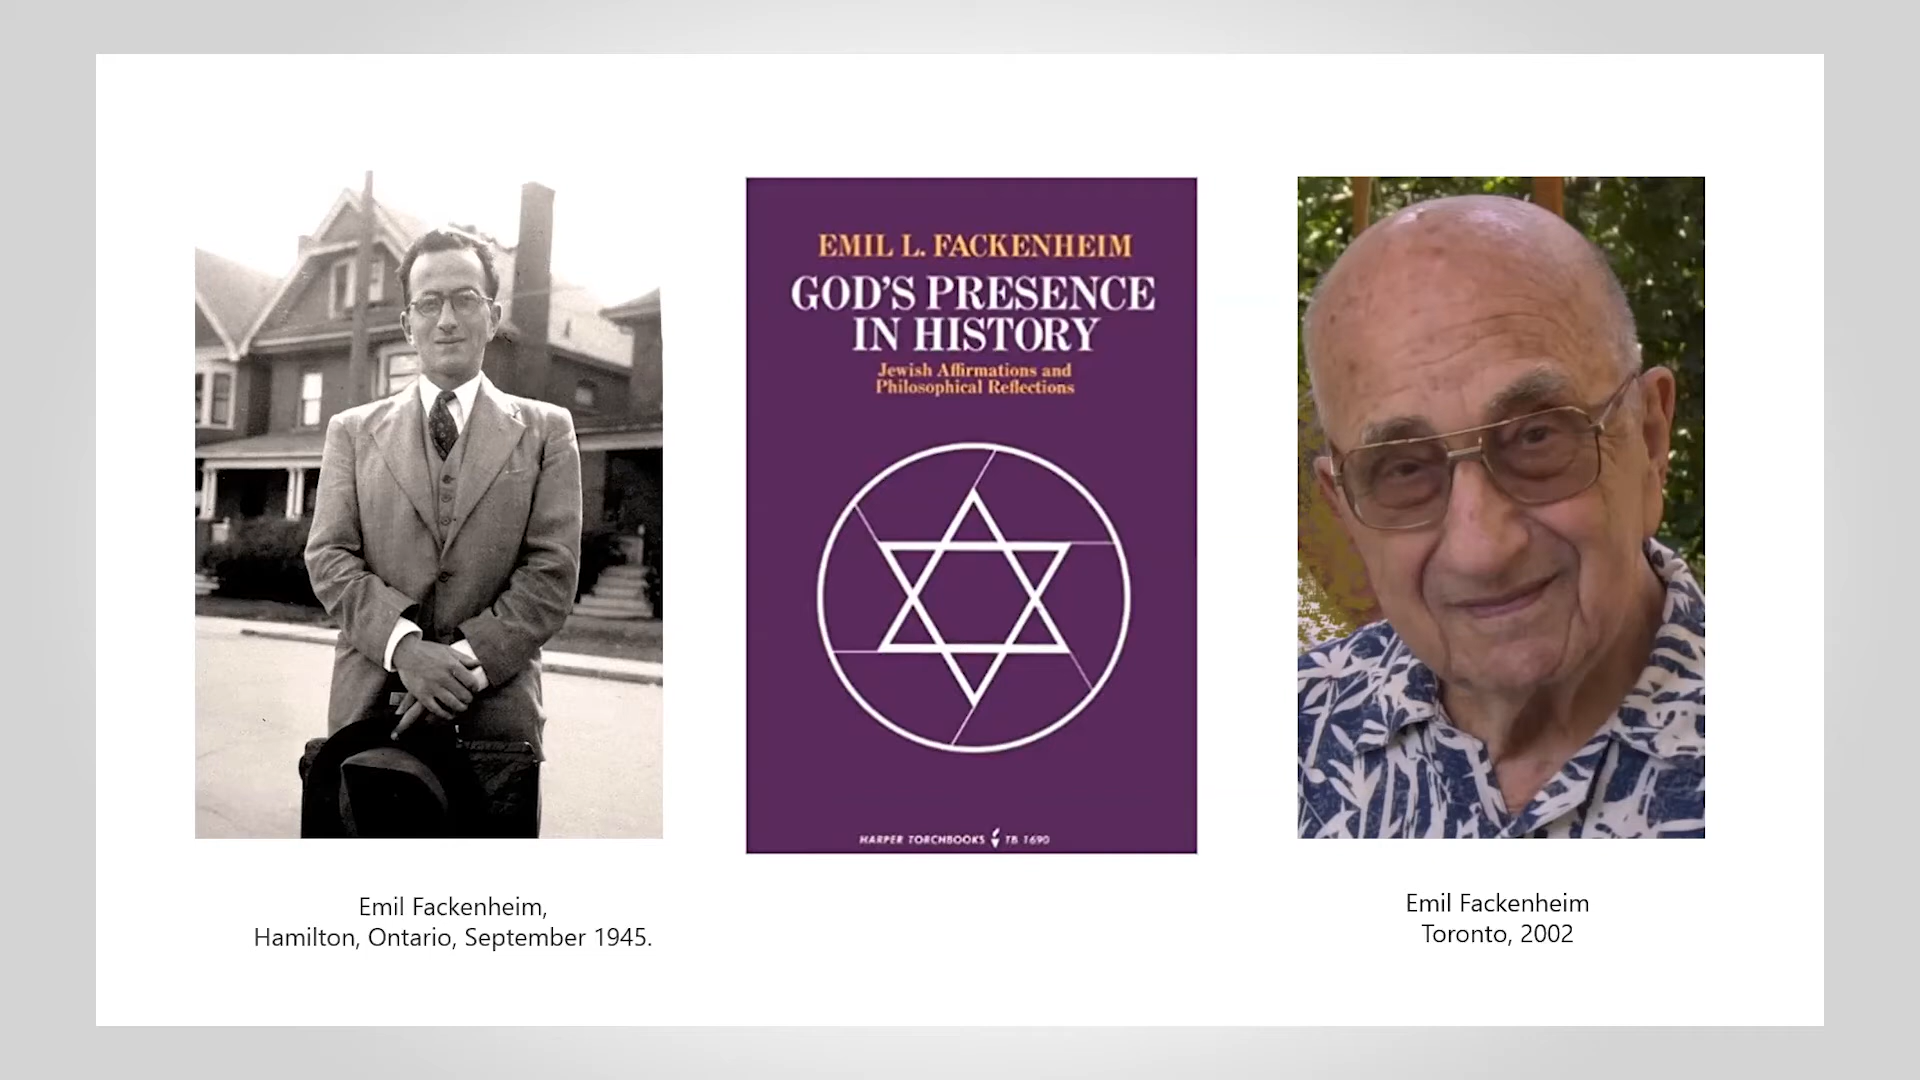 EMIL L. FACKENHEIM
GOD'S PRESENCE
IN HISTORY
Jewish Affirmations and
Philosophical Reflections
HARPER TORCHBOOKS TB 1690
Emil Fackenheim,
Hamilton, Ontario, September 1945.
Emil Fackenheim
Toronto, 2002